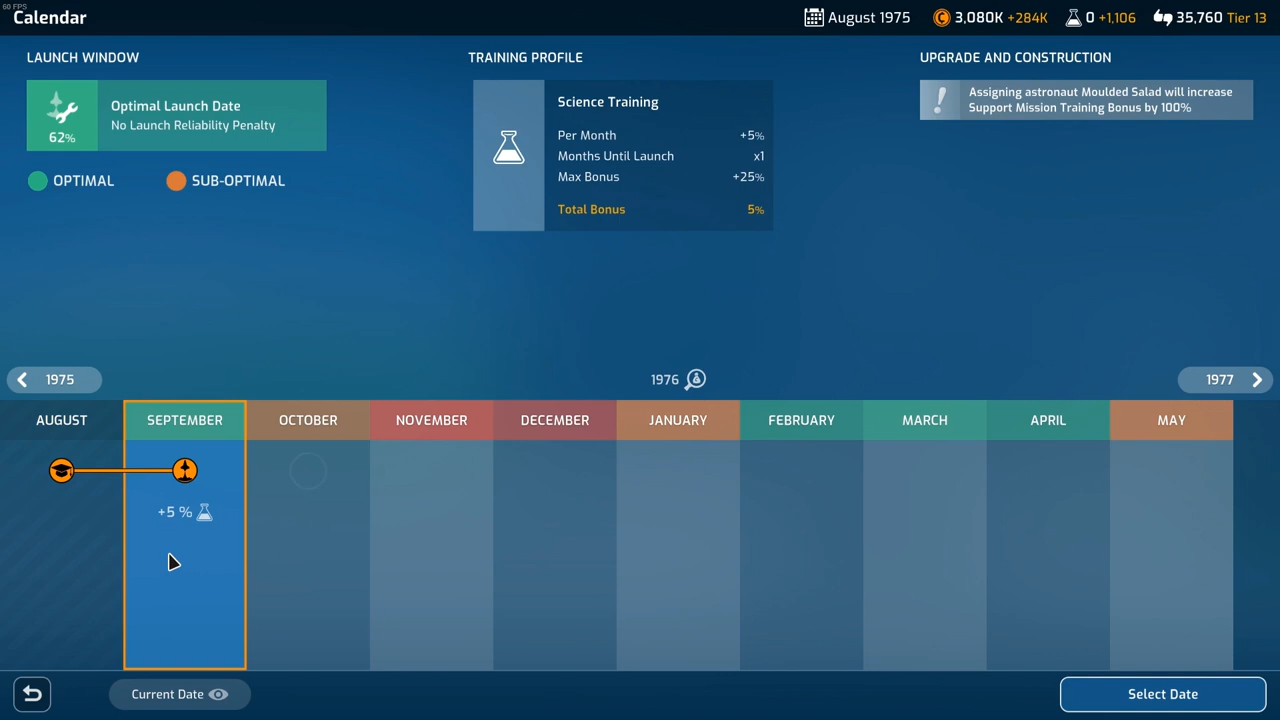 60 FPS
Calendar
August 1975
3,080K +284K
0 +1,106
35,760 Tier 13
LAUNCH WINDOW
TRAINING PROFILE
UPGRADE AND CONSTRUCTION
62%
Optimal Launch Date
No Launch Reliability Penalty
OPTIMAL
SUB-OPTIMAL
Science Training
Per Month +5%
Months Until Launch x1
Max Bonus +25%
Total Bonus 5%
Assigning astronaut Moulded Salad will increase
Support Mission Training Bonus by 100%
1975
1976
1977
AUGUST
SEPTEMBER
OCTOBER
NOVEMBER
DECEMBER
JANUARY
FEBRUARY
MARCH
APRIL
MAY
+5 %
Current Date
Select Date